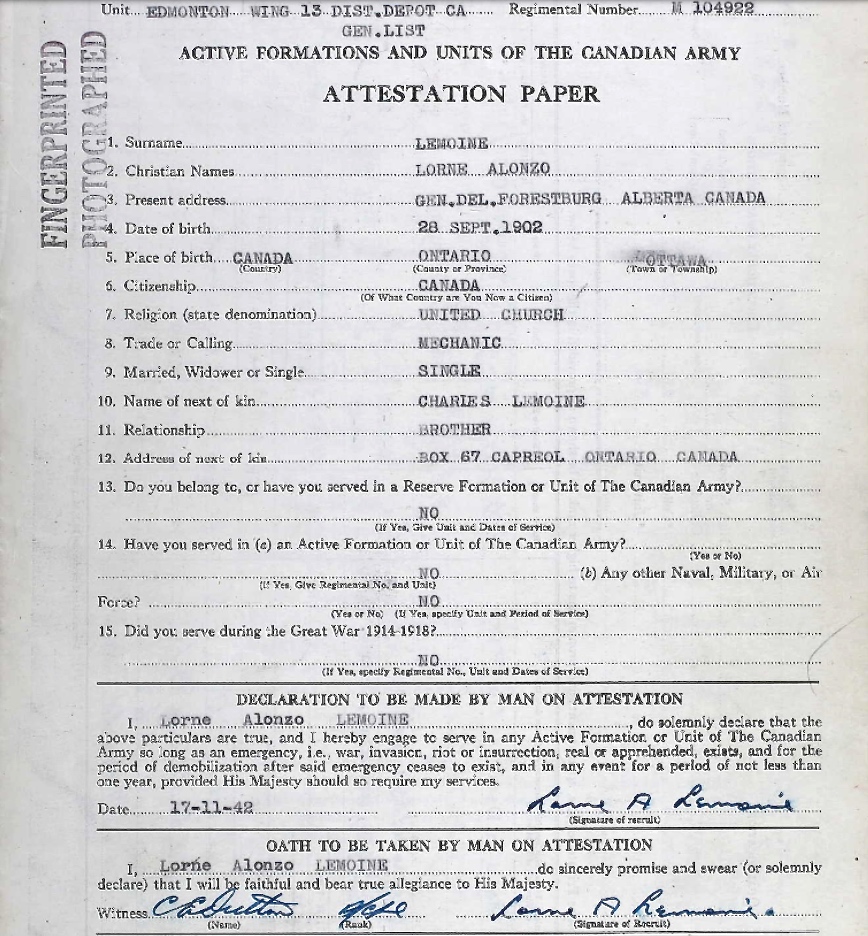 Unit EDMONTON WING 13 DIST.DEPOT CA Regimental Number M 104922
GEN.LIST
ACTIVE FORMATIONS AND UNITS OF THE CANADIAN ARMY
ATTESTATION PAPER
FINGERPRINTED
PHOTOGRAPHED
1. Surname LEMOINE
2. Christian Names LORNE ALONZO
3. Present address GEN.DEL.FORESTBURG ALBERTA CANADA
4. Date of birth 28 SEPT.1902
5. Place of birth CANADA ONTARIO OTTAWA
(Country) (County or Province) (Town or Township)
6. Citizenship CANADA
(Of What Country are You Now a Citizen)
7. Religion (state denomination) UNITED CHURCH
8. Trade or Calling MECHANIC
9. Married, Widower or Single SINGLE
10. Name of next of kin CHARLES LEMOINE
11. Relationship BROTHER
12. Address of next of kin BOX 67 CAPREOL ONTARIO CANADA
13. Do you belong to, or have you served in a Reserve Formation or Unit of The Canadian Army?
NO
(If Yes, Give Unit and Dates of Service)
14. Have you served in (a) an Active Formation or Unit of The Canadian Army?
(Yes or No)
NO (b) Any other Naval, Military, or Air
(If Yes, Give Regimental No. and Unit)
Force? NO
(Yes or No) (If Yes, specify Unit and Period of Service)
15. Did you serve during the Great War 1914-1918?
NO
(If Yes, specify Regimental No., Unit and Dates of Service)
DECLARATION TO BE MADE BY MAN ON ATTESTATION
I, Lorne Alonzo LEMOINE, do solemnly declare that the
above particulars are true, and I hereby engage to serve in any Active Formation or Unit of The Canadian
Army so long as an emergency, i.e., war, invasion, riot or insurrection, real or apprehended, exists, and for the
period of demobilization after said emergency ceases to exist, and in any event for a period of not less than
one year, provided His Majesty should so require my services.
Date 17-11-42 Lorne A Lemoine
(Signature of recruit)
OATH TO BE TAKEN BY MAN ON ATTESTATION
I, Lorne Alonzo LEMOINE do sincerely promise and swear (or solemnly
declare) that I will be faithful and bear true allegiance to His Majesty.
Witness Lorne A Lemoine
(Name) (Rank) (Signature of Recruit)